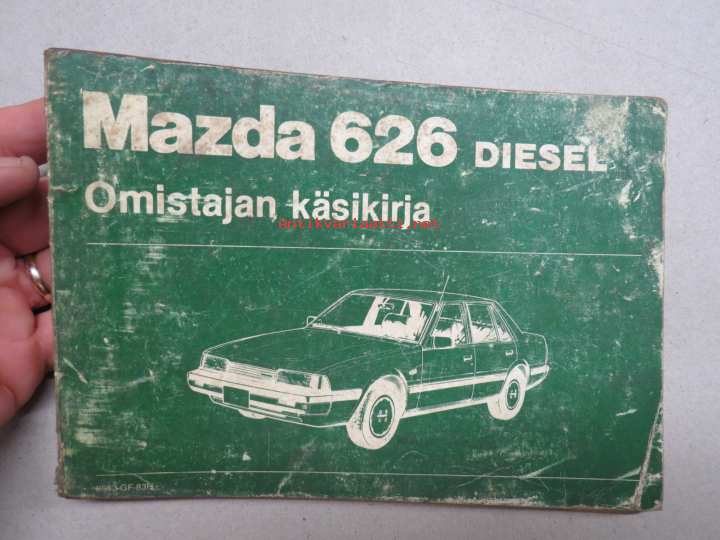 Mazda 626 DIESEL
Omistajan käsikirja
antikvariaatti.net